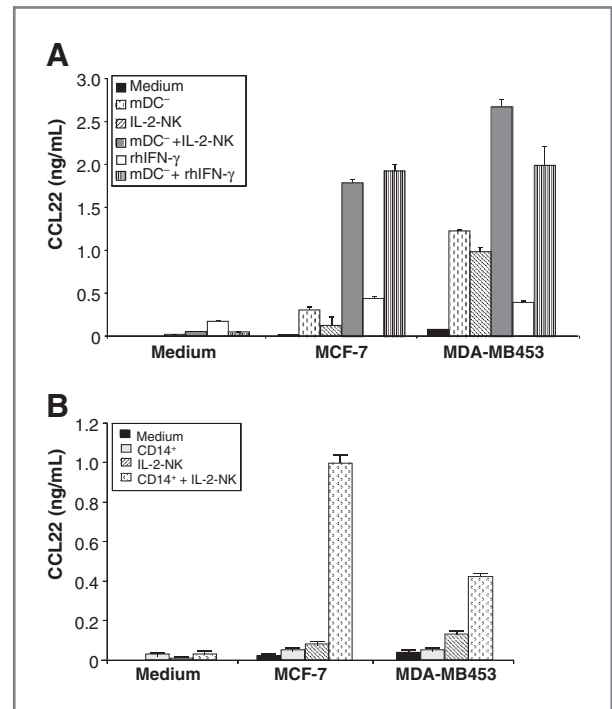 A
3.0
2.5
2.0
1.5
1.0
0.5
0
CCL22 (ng/mL)
Medium
mDC⁻
IL-2-NK
mDC⁻ +IL-2-NK
rhIFN-γ
mDC⁻ + rhIFN-γ
Medium
MCF-7
MDA-MB453
B
1.2
1.0
0.8
0.6
0.4
0.2
0
CCL22 (ng/mL)
Medium
CD14⁺
IL-2-NK
CD14⁺ + IL-2-NK
Medium
MCF-7
MDA-MB453